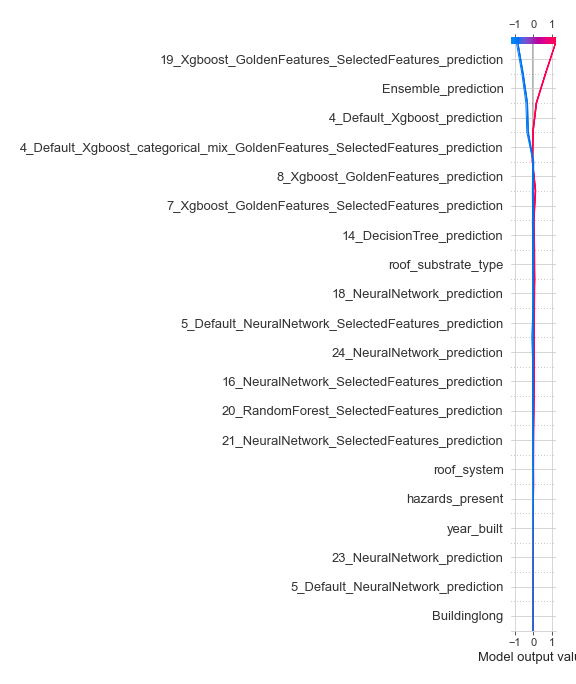 −1 0 1
19_Xgboost_GoldenFeatures_SelectedFeatures_prediction
Ensemble_prediction
4_Default_Xgboost_prediction
4_Default_Xgboost_categorical_mix_GoldenFeatures_SelectedFeatures_prediction
8_Xgboost_GoldenFeatures_prediction
7_Xgboost_GoldenFeatures_SelectedFeatures_prediction
14_DecisionTree_prediction
roof_substrate_type
18_NeuralNetwork_prediction
5_Default_NeuralNetwork_SelectedFeatures_prediction
24_NeuralNetwork_prediction
16_NeuralNetwork_SelectedFeatures_prediction
20_RandomForest_SelectedFeatures_prediction
21_NeuralNetwork_SelectedFeatures_prediction
roof_system
hazards_present
year_built
23_NeuralNetwork_prediction
5_Default_NeuralNetwork_prediction
Buildinglong
−1 0 1
Model output valu